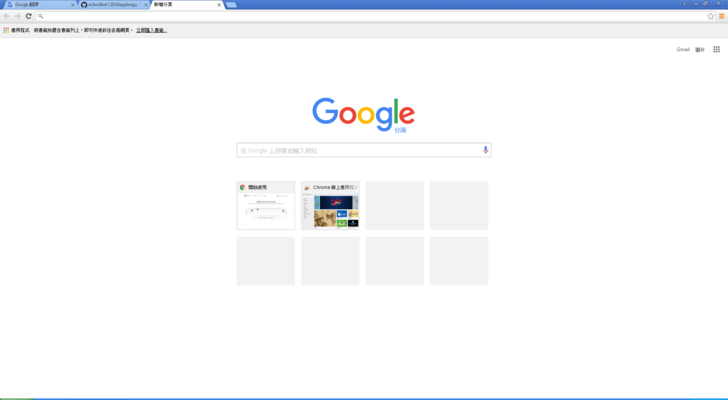 Google 翻譯
新增分頁
應用程式 將書籤加置在書籤列上，即可快速前往各個網頁。 立即匯入書籤...
Gmail 圖片
Google
台灣
在 Google 上搜尋或輸入網址
開始使用
Chrome 線上應用程式